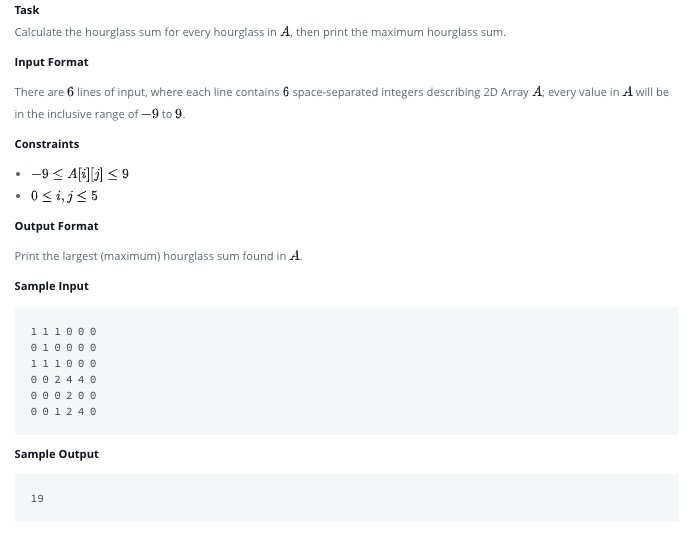 Task
Calculate the hourglass sum for every hourglass in A, then print the maximum hourglass sum.
Input Format
There are 6 lines of input, where each line contains 6 space-separated integers describing 2D Array A; every value in A will be
in the inclusive range of −9 to 9.
Constraints
• −9 ≤ A[i][j] ≤ 9
• 0 ≤ i, j ≤ 5
Output Format
Print the largest (maximum) hourglass sum found in A.
Sample Input
1 1 1 0 0 0
0 1 0 0 0 0
1 1 1 0 0 0
0 0 2 4 4 0
0 0 0 2 0 0
0 0 1 2 4 0
Sample Output
19